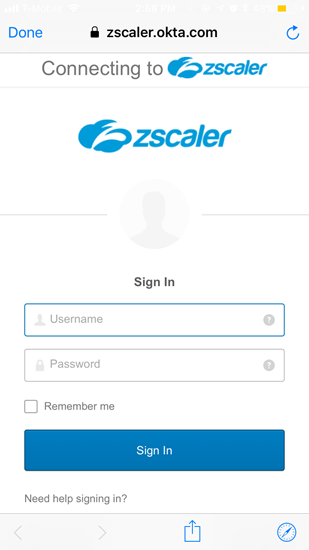 Done zscaler.okta.com
Connecting to zscaler
zscaler
Sign In
Username ?
Password ?
Remember me
Sign In
Need help signing in?